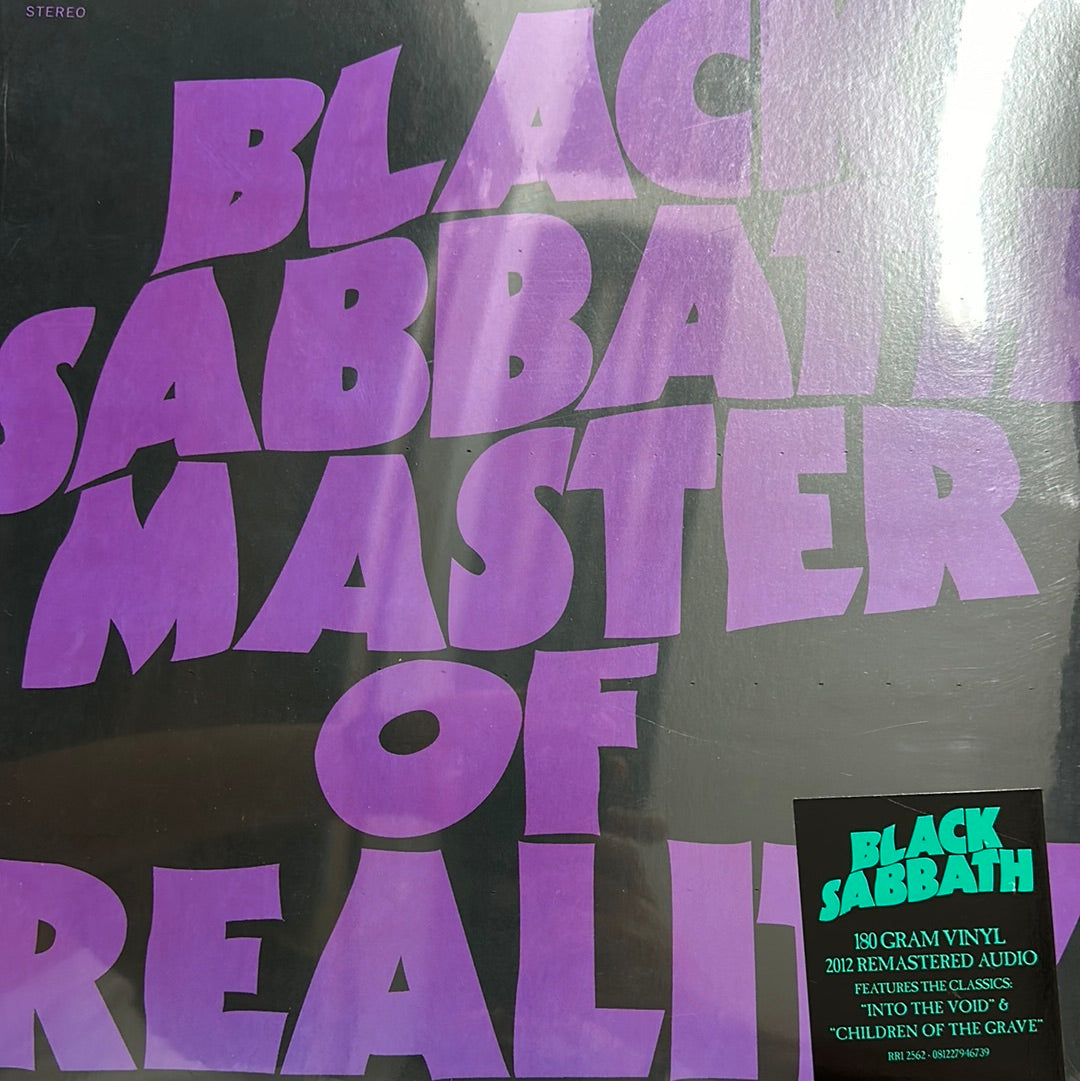 STEREO
BLACK
SABBATH
MASTER
OF
REALITY
BLACK
SABBATH
180 GRAM VINYL
2012 REMASTERED AUDIO
FEATURES THE CLASSICS:
"INTO THE VOID" &
"CHILDREN OF THE GRAVE"
RR1 2562 - 081227946739